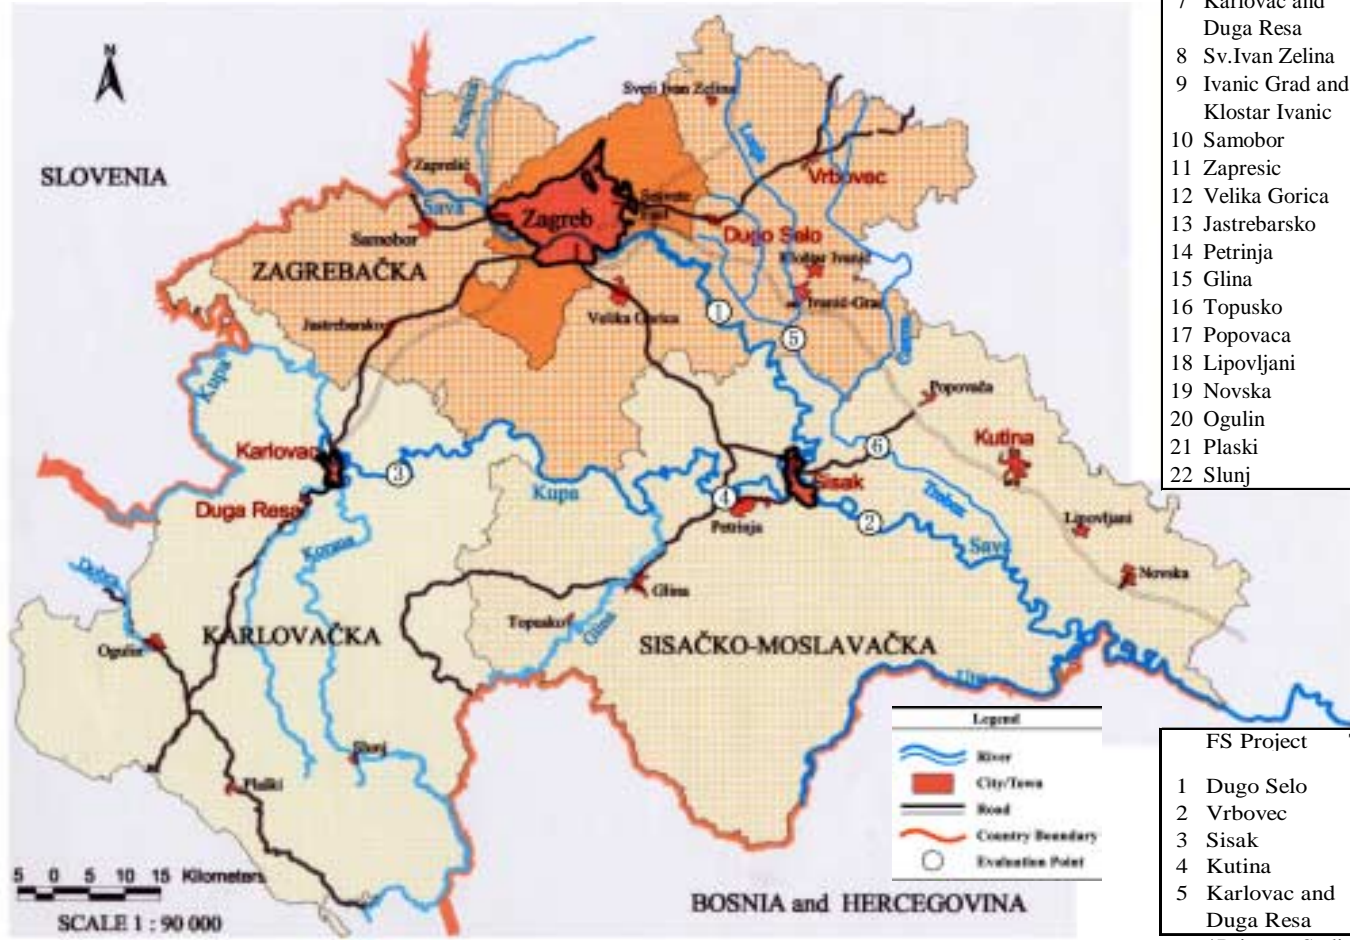 7 Karlovac and
Duga Resa
8 Sv.Ivan Zelina
9 Ivanic Grad and
Klostar Ivanic
10 Samobor
11 Zapresic
12 Velika Gorica
13 Jastrebarsko
14 Petrinja
15 Glina
16 Topusko
17 Popovaca
18 Lipovljani
19 Novska
20 Ogulin
21 Plaski
22 Slunj
N
SLOVENIA
Krapina
Sveti Ivan Zelina
Zaprešić
Vrbovec
Sava
Zagreb
Dugo Selo
Samobor
ZAGREBAČKA
Kloštar Ivanić
Ivanić-Grad
Velika Gorica
1
Jastrebarsko
5
Kupa
Popovača
Karlovac
Kutina
6
3
Kupa
Sisak
4
Duga Resa
Petrinja
2
Lipovljani
Korana
Sava
Dobra
Novska
Glina
Topusko
Glina
KARLOVAČKA
SISAČKO-MOSLAVAČKA
Ogulin
Slunj
Plaški
Legend
River
City/Town
Road
Country Boundary
Evaluation Point
5 0 5 10 15 Kilometers
SCALE 1 : 90 000
BOSNIA and HERCEGOVINA
FS Project
1 Dugo Selo
2 Vrbovec
3 Sisak
4 Kutina
5 Karlovac and
Duga Resa